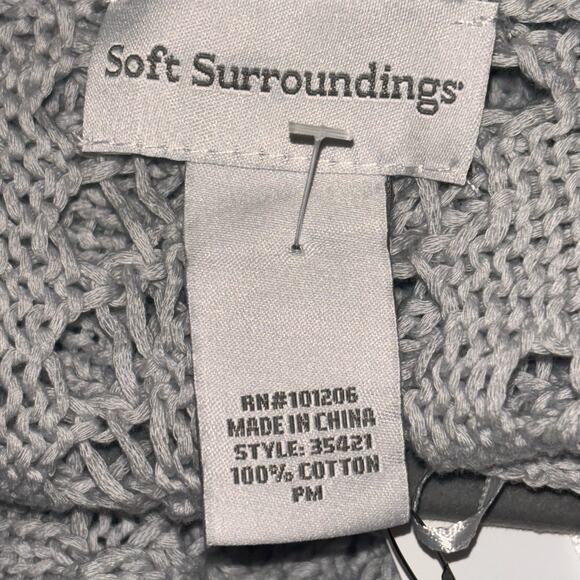 Soft Surroundings®
RN#101206
MADE IN CHINA
STYLE: 35421
100% COTTON
PM